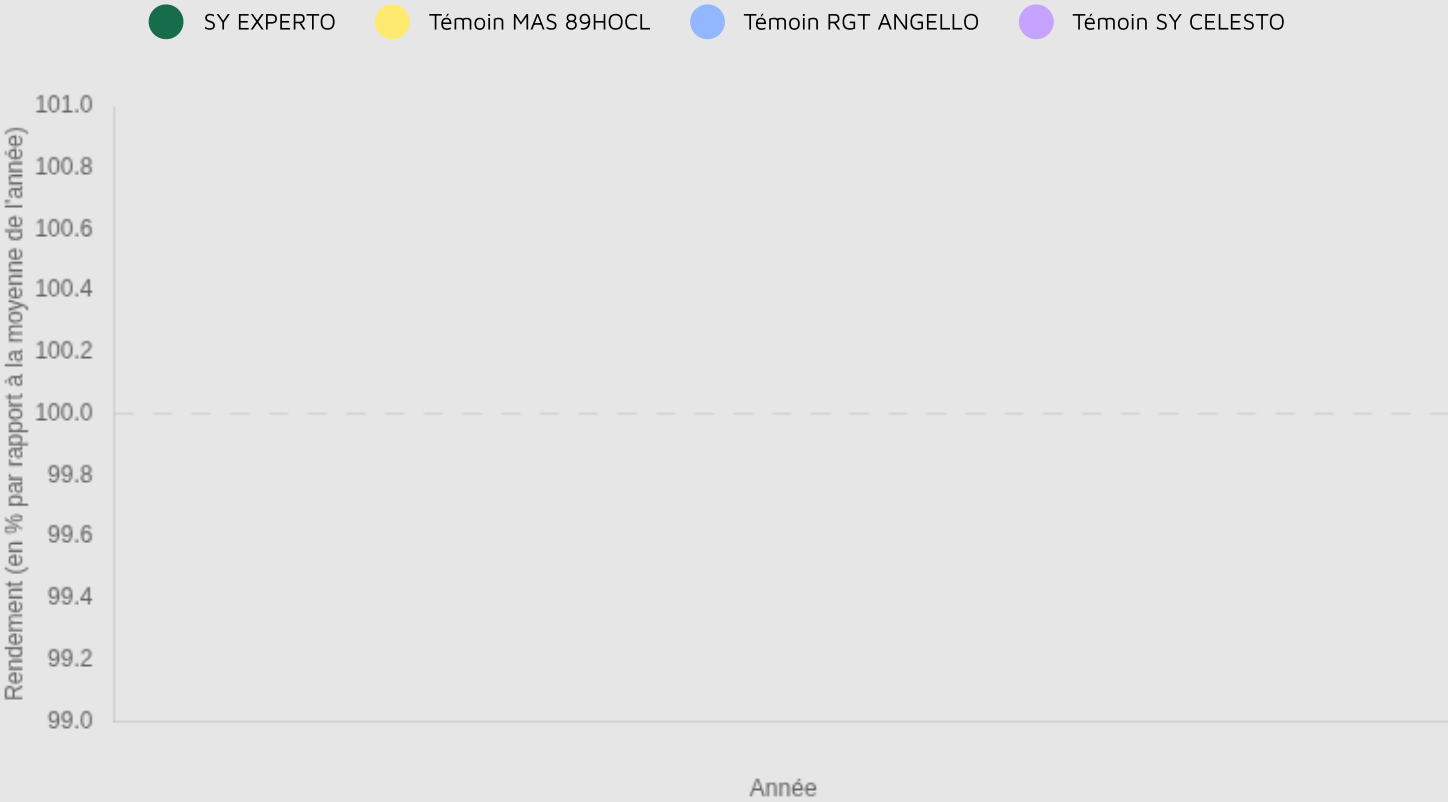 SY EXPERTO
Témoin MAS 89HOCL
Témoin RGT ANGELLO
Témoin SY CELESTO
Rendement (en % par rapport à la moyenne de l'année)
101.0
100.8
100.6
100.4
100.2
100.0
99.8
99.6
99.4
99.2
99.0
Année